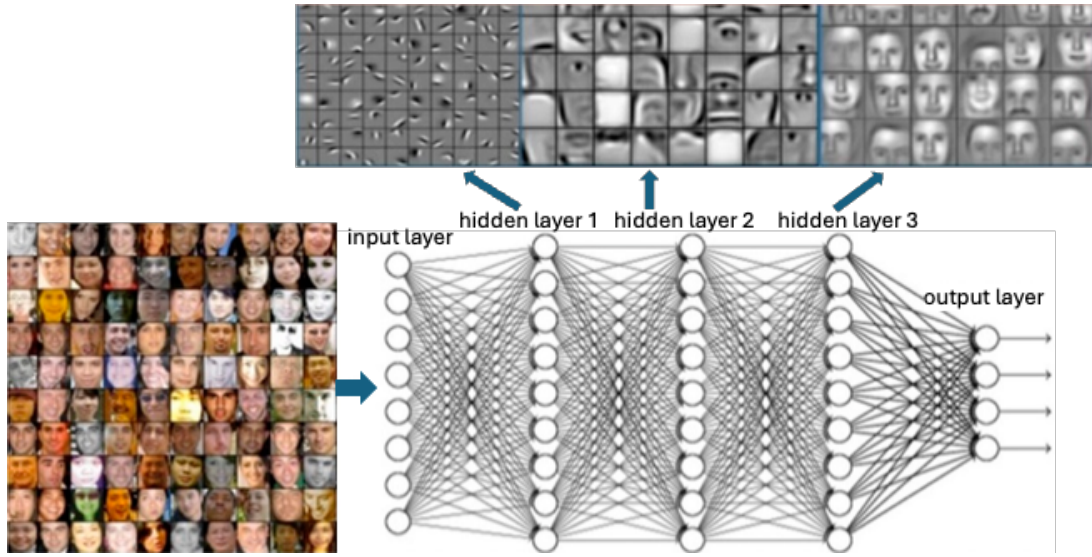 hidden layer 1
hidden layer 2
hidden layer 3
input layer
output layer